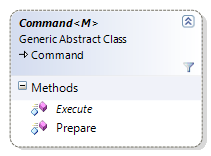 Command<M>
Generic Abstract Class
→ Command
Methods
Execute
Prepare